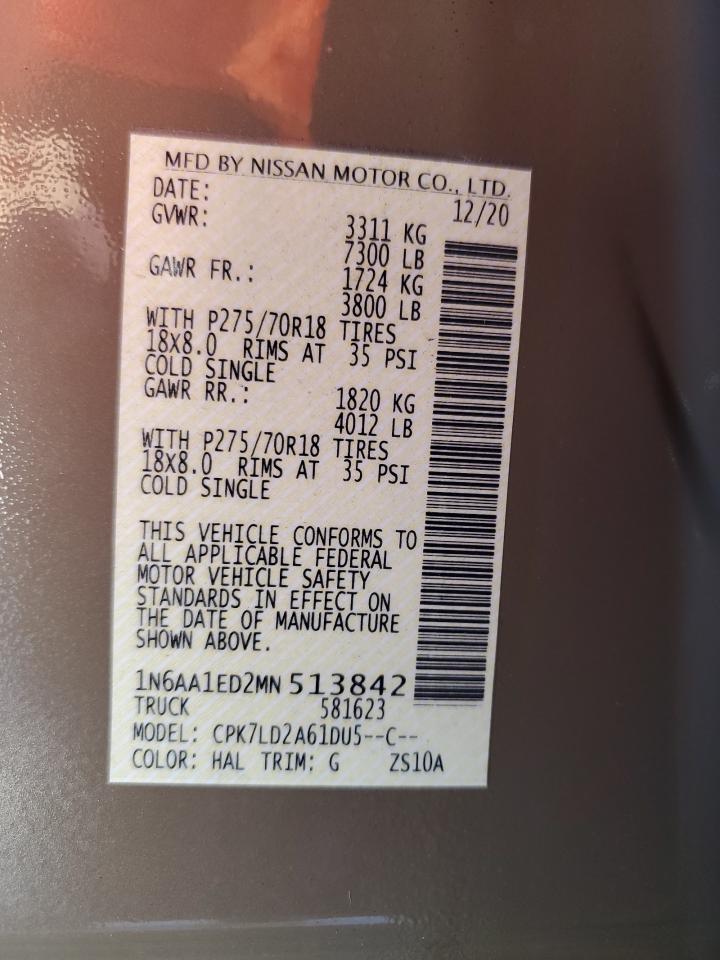 MFD BY NISSAN MOTOR CO., LTD.
DATE: 12/20
GVWR: 3311 KG
7300 LB
GAWR FR.: 1724 KG
3800 LB
WITH P275/70R18 TIRES
18X8.0 RIMS AT 35 PSI
COLD SINGLE
GAWR RR.: 1820 KG
4012 LB
WITH P275/70R18 TIRES
18X8.0 RIMS AT 35 PSI
COLD SINGLE
THIS VEHICLE CONFORMS TO
ALL APPLICABLE FEDERAL
MOTOR VEHICLE SAFETY
STANDARDS IN EFFECT ON
THE DATE OF MANUFACTURE
SHOWN ABOVE.
1N6AA1ED2MN 513842
TRUCK 581623
MODEL: CPK7LD2A61DU5--C--
COLOR: HAL TRIM: G ZS10A